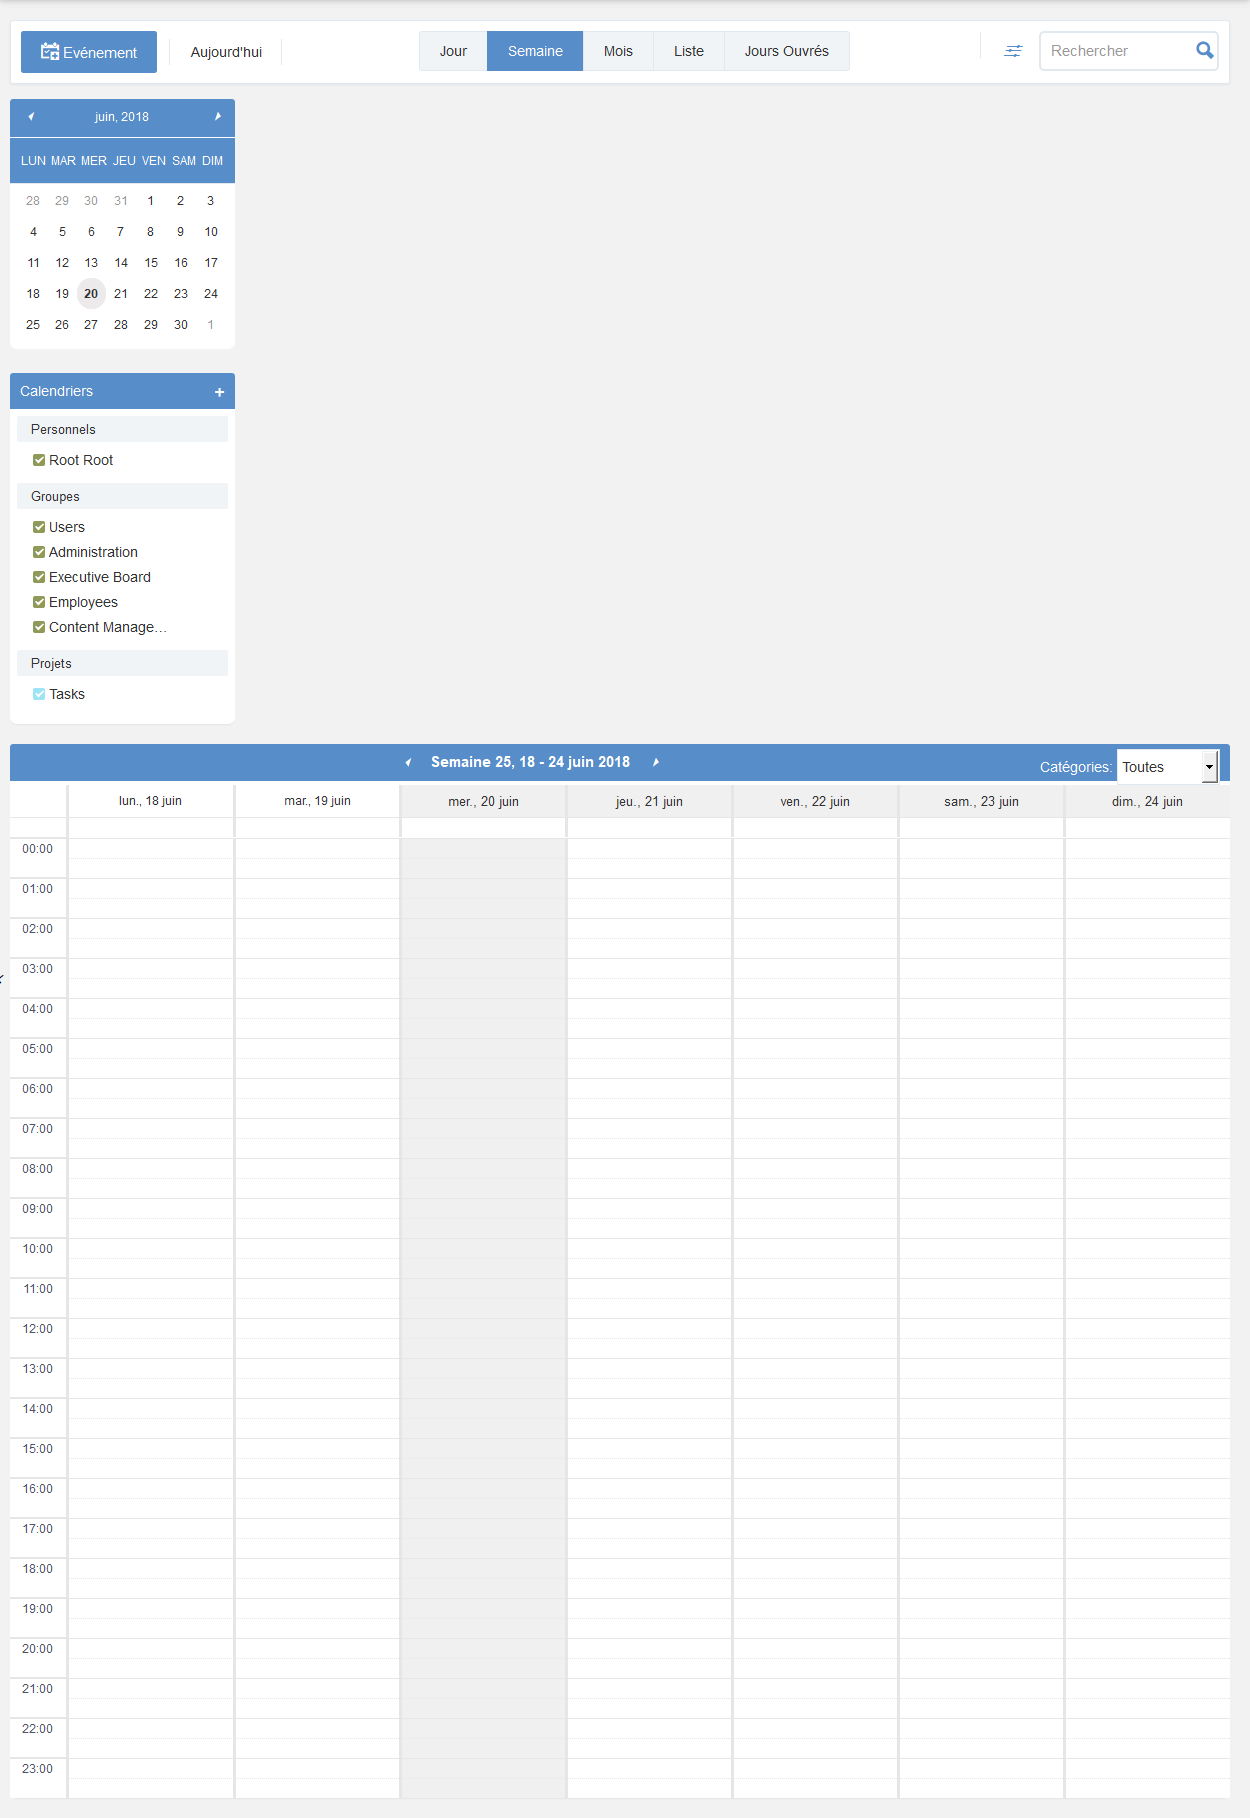 Evénement Aujourd'hui Jour Semaine Mois Liste Jours Ouvrés Rechercher
juin, 2018
LUN MAR MER JEU VEN SAM DIM
28 29 30 31 1 2 3
4 5 6 7 8 9 10
11 12 13 14 15 16 17
18 19 20 21 22 23 24
25 26 27 28 29 30 1
Calendriers +
Personnels
Root Root
Groupes
Users
Administration
Executive Board
Employees
Content Manage...
Projets
Tasks
Semaine 25, 18 - 24 juin 2018 Catégories: Toutes
lun., 18 juin mar., 19 juin mer., 20 juin jeu., 21 juin ven., 22 juin sam., 23 juin dim., 24 juin
00:00
01:00
02:00
03:00
04:00
05:00
06:00
07:00
08:00
09:00
10:00
11:00
12:00
13:00
14:00
15:00
16:00
17:00
18:00
19:00
20:00
21:00
22:00
23:00